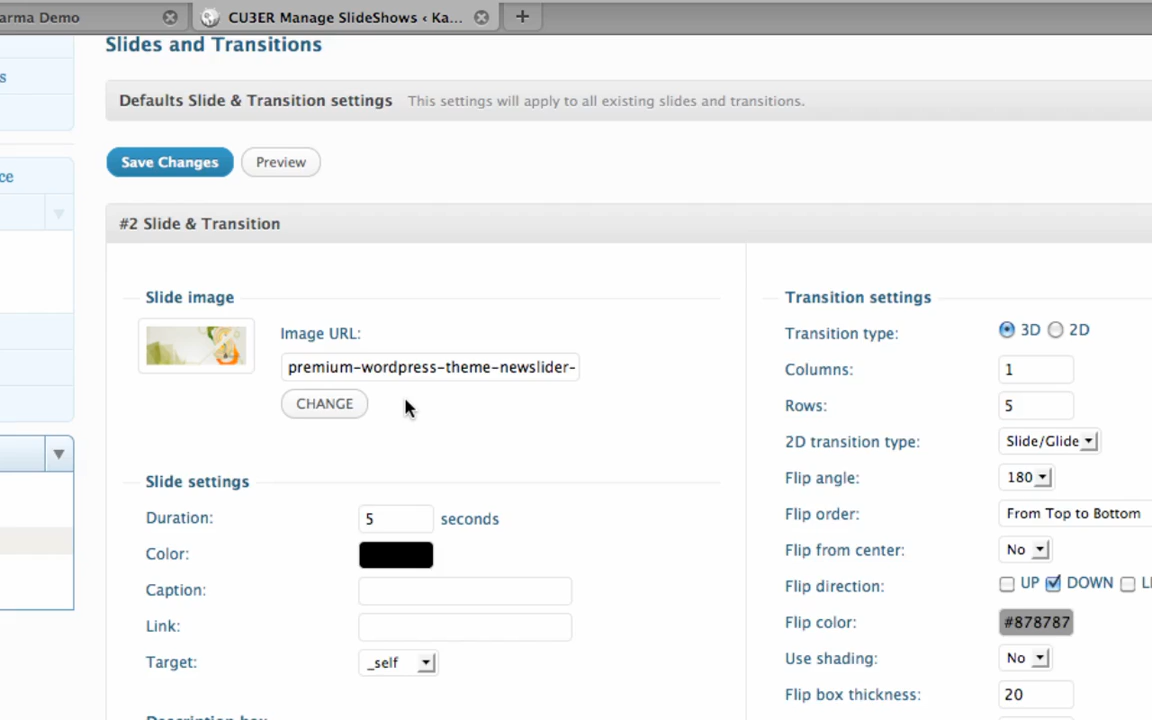 arma Demo
CU3ER Manage SlideShows ‹ Ka...
Slides and Transitions
s
Defaults Slide & Transition settings This settings will apply to all existing slides and transitions.
Save Changes Preview
ce
#2 Slide & Transition
Slide image
Image URL:
premium-wordpress-theme-newslider-
CHANGE
Slide settings
Duration: 5 seconds
Color:
Caption:
Link:
Target: _self
Transition settings
Transition type: 3D 2D
Columns: 1
Rows: 5
2D transition type: Slide/Glide
Flip angle: 180
Flip order: From Top to Bottom
Flip from center: No
Flip direction: UP DOWN LE
Flip color: #878787
Use shading: No
Flip box thickness: 20
Description box